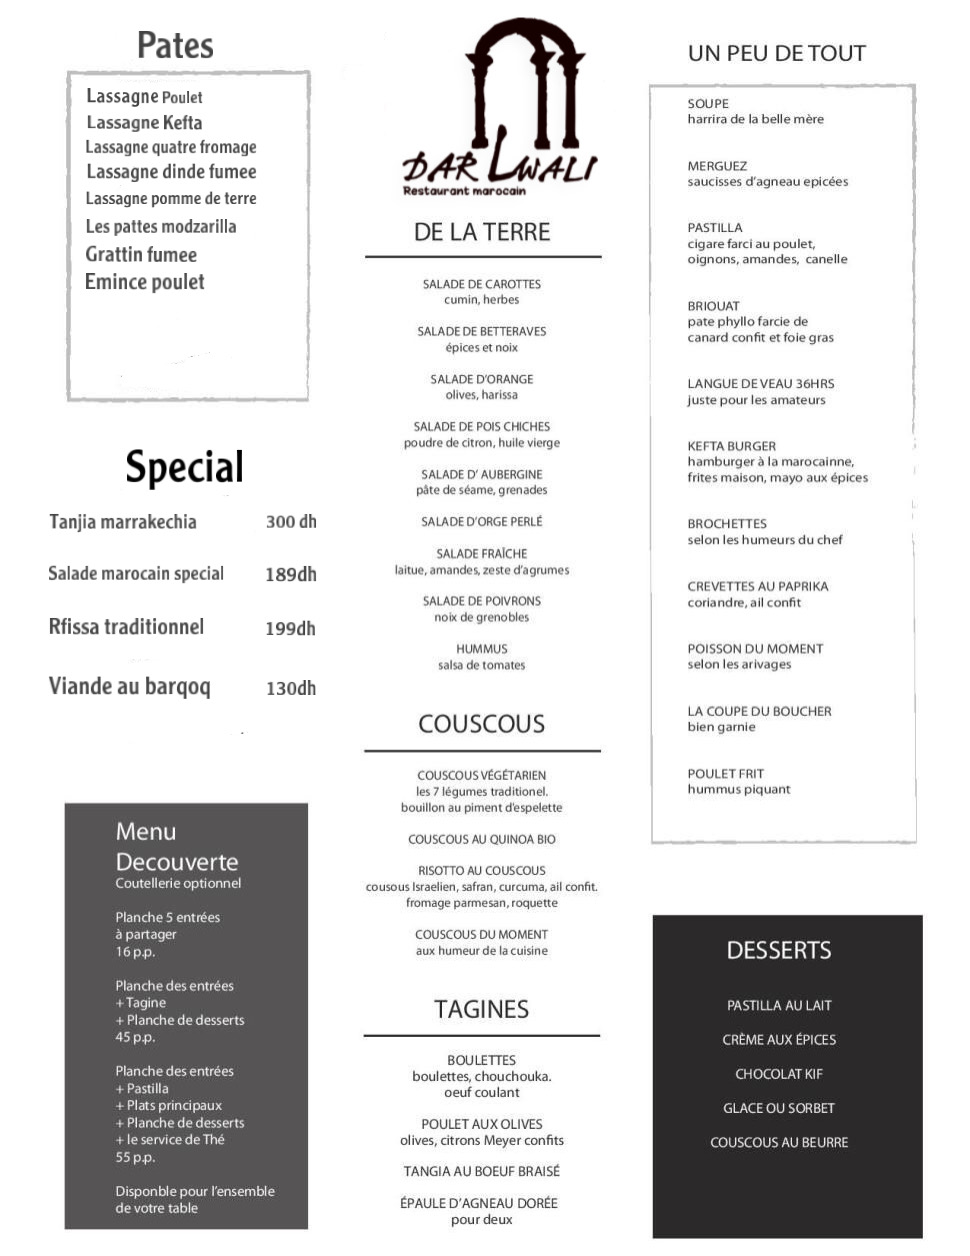 Pates
Lassagne Poulet
Lassagne Kefta
Lassagne quatre fromage
Lassagne dinde fumee
Lassagne pomme de terre
Les pattes modzarilla
Grattin fumee
Emince poulet
Special
Tanjia marrakechia 300 dh
Salade marocain special 189dh
Rfissa traditionnel 199dh
Viande au barqoq 130dh
Menu
Decouverte
Coutellerie optionnel
Planche 5 entrées
à partager
16 p.p.
Planche des entrées
+ Tagine
+ Planche de desserts
45 p.p.
Planche des entrées
+ Pastilla
+ Plats principaux
+ Planche de desserts
+ le service de Thé
55 p.p.
Disponble pour l'ensemble
de votre table
DAR LWALI
Restaurant marocain
DE LA TERRE
SALADE DE CAROTTES
cumin, herbes
SALADE DE BETTERAVES
épices et noix
SALADE D'ORANGE
olives, harissa
SALADE DE POIS CHICHES
poudre de citron, huile vierge
SALADE D' AUBERGINE
pâte de séame, grenades
SALADE D'ORGE PERLÉ
SALADE FRAÎCHE
laitue, amandes, zeste d'agrumes
SALADE DE POIVRONS
noix de grenobles
HUMMUS
salsa de tomates
COUSCOUS
COUSCOUS VÉGÉTARIEN
les 7 légumes traditionel.
bouillon au piment d'espelette
COUSCOUS AU QUINOA BIO
RISOTTO AU COUSCOUS
cousous Israelien, safran, curcuma, ail confit.
fromage parmesan, roquette
COUSCOUS DU MOMENT
aux humeur de la cuisine
TAGINES
BOULETTES
boulettes, chouchouka.
oeuf coulant
POULET AUX OLIVES
olives, citrons Meyer confits
TANGIA AU BOEUF BRAISÉ
ÉPAULE D'AGNEAU DORÉE
pour deux
UN PEU DE TOUT
SOUPE
harrira de la belle mère
MERGUEZ
saucisses d'agneau epicées
PASTILLA
cigare farci au poulet,
oignons, amandes, canelle
BRIOUAT
pate phyllo farcie de
canard confit et foie gras
LANGUE DE VEAU 36HRS
juste pour les amateurs
KEFTA BURGER
hamburger à la marocainne,
frites maison, mayo aux épices
BROCHETTES
selon les humeurs du chef
CREVETTES AU PAPRIKA
coriandre, ail confit
POISSON DU MOMENT
selon les arivages
LA COUPE DU BOUCHER
bien garnie
POULET FRIT
hummus piquant
DESSERTS
PASTILLA AU LAIT
CRÈME AUX ÉPICES
CHOCOLAT KIF
GLACE OU SORBET
COUSCOUS AU BEURRE